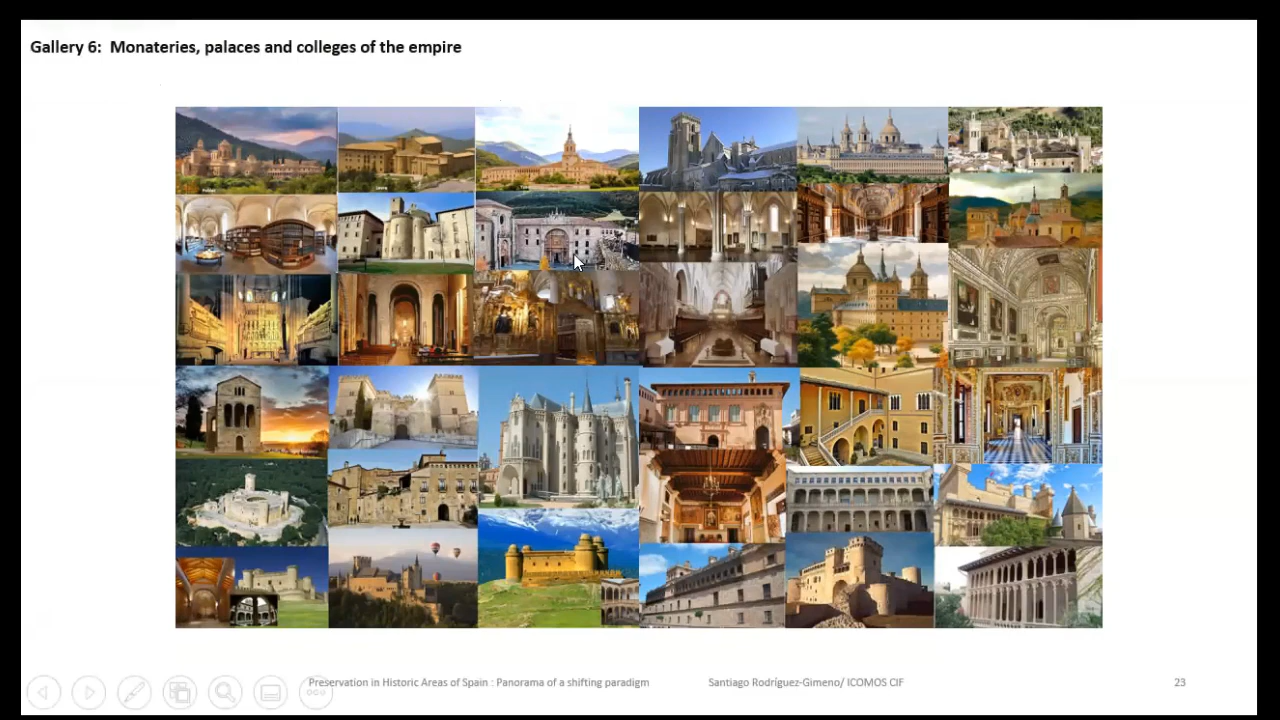 Gallery 6: Monateries, palaces and colleges of the empire
Preservation in Historic Areas of Spain : Panorama of a shifting paradigm
Santiago Rodríguez-Gimeno/ ICOMOS CIF
23